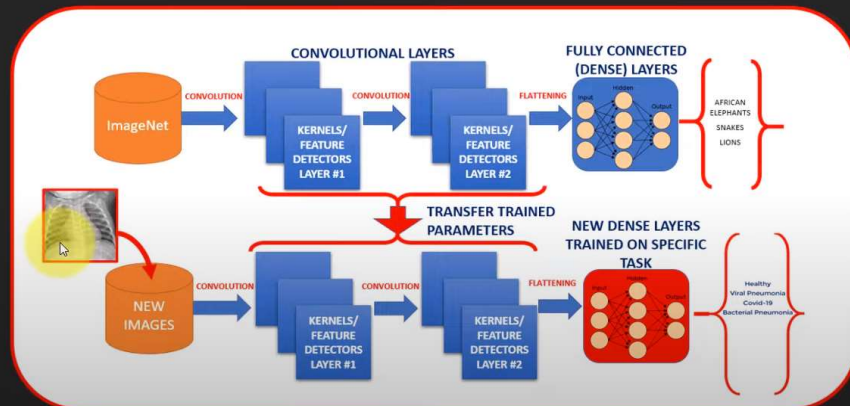 CONVOLUTIONAL LAYERS
FULLY CONNECTED
(DENSE) LAYERS
ImageNet
CONVOLUTION
KERNELS/
FEATURE
DETECTORS
LAYER #1
CONVOLUTION
KERNELS/
FEATURE
DETECTORS
LAYER #2
FLATTENING
Input
Hidden
Output
AFRICAN
ELEPHANTS
SNAKES
LIONS
TRANSFER TRAINED
PARAMETERS
NEW DENSE LAYERS
TRAINED ON SPECIFIC
TASK
NEW
IMAGES
CONVOLUTION
KERNELS/
FEATURE
DETECTORS
LAYER #1
CONVOLUTION
KERNELS/
FEATURE
DETECTORS
LAYER #2
FLATTENING
Input
Hidden
Output
Healthy
Viral Pneumonia
Covid-19
Bacterial Pneumonia